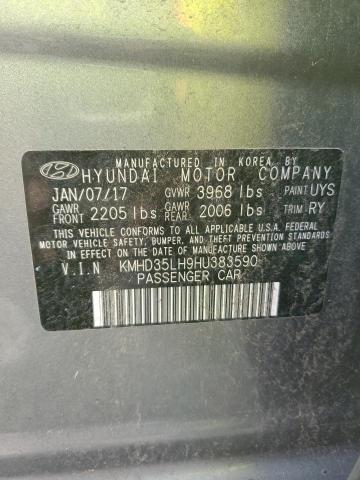 MANUFACTURED IN KOREA BY
HYUNDAI MOTOR COMPANY
JAN/07/17 GVWR 3968 lbs PAINT UYS
GAWR FRONT 2205 lbs GAWR REAR 2006 lbs TRIM RY
THIS VEHICLE CONFORMS TO ALL APPLICABLE FEDERAL
MOTOR VEHICLE SAFETY, BUMPER, AND THEFT PREVENTION STANDARDS
IN EFFECT ON THE DATE OF MANUFACTURE SHOWN ABOVE.
V.I.N KMHD35LH9HU383590
PASSENGER CAR